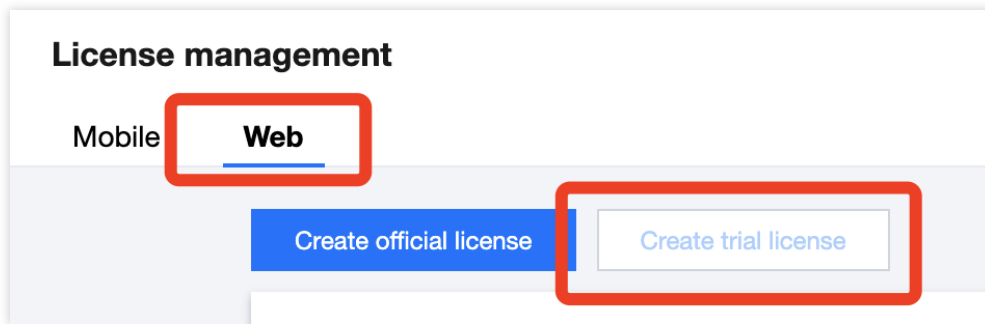 License management
Mobile Web
Create official license Create trial license